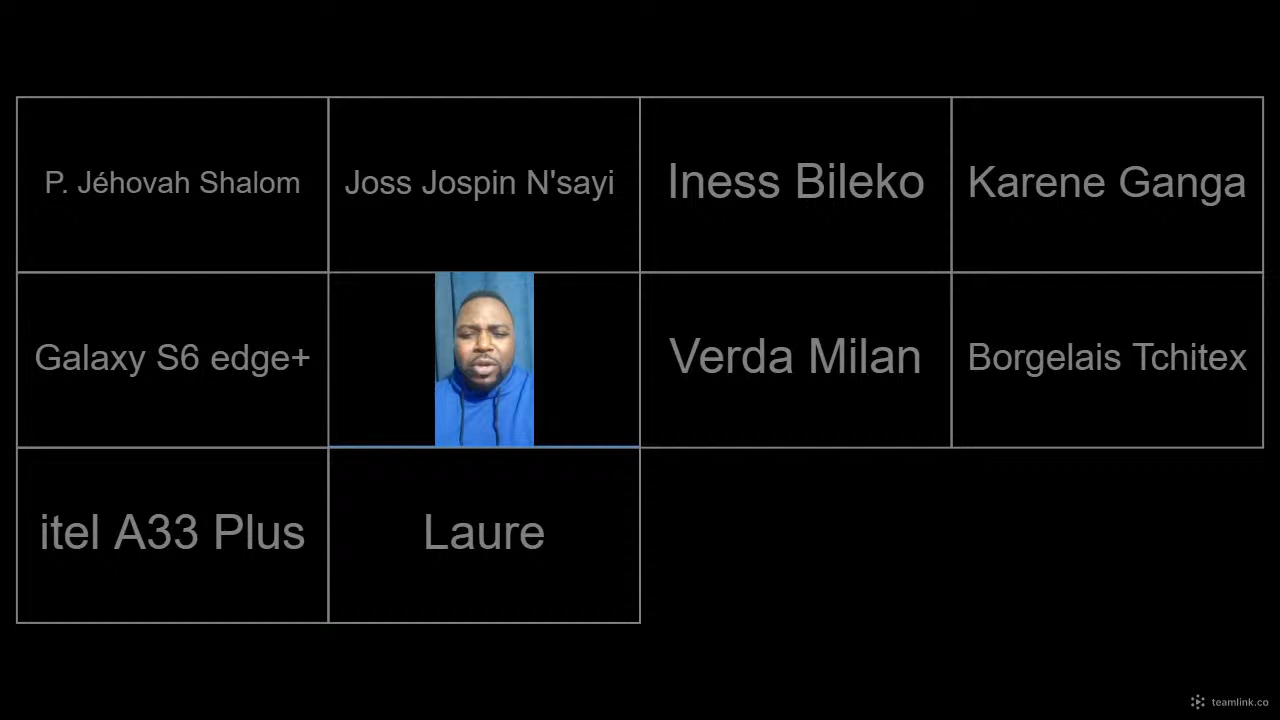 P. Jéhovah Shalom
Joss Jospin N'sayi
Iness Bileko
Karene Ganga
Galaxy S6 edge+
Verda Milan
Borgelais Tchitex
itel A33 Plus
Laure
teamlink.co